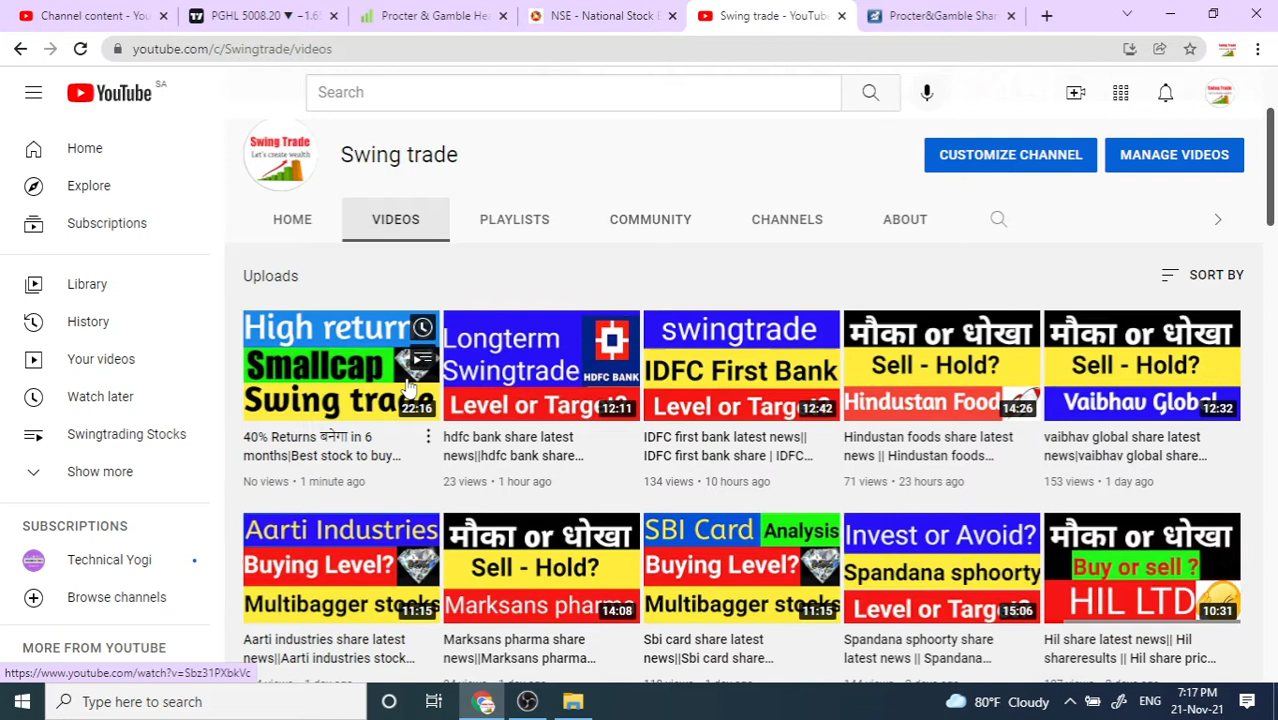 Channel content - YouTu
PGHL 5008.20 ▼ −1.65
Procter & Gamble He
NSE - National Stock E
Swing trade - YouTube
Procter&Gamble Shar
youtube.com/c/Swingtrade/videos
YouTube SA
Search
Home
Explore
Subscriptions
Library
History
Your videos
Watch later
Swingtrading Stocks
Show more
SUBSCRIPTIONS
Technical Yogi
Browse channels
MORE FROM YOUTUBE
Swing Trade
Let's create wealth
Swing trade
CUSTOMIZE CHANNEL
MANAGE VIDEOS
HOME
VIDEOS
PLAYLISTS
COMMUNITY
CHANNELS
ABOUT
Uploads
SORT BY
High return
Smallcap
Swing trade
22:16
40% Returns बनेगा in 6
months|Best stock to buy...
No views • 1 minute ago
Longterm
Swingtrade
HDFC BANK
Level or Target?
12:11
hdfc bank share latest
news||hdfc bank share...
23 views • 1 hour ago
swingtrade
IDFC First BANk
Level or Target?
12:42
IDFC first bank latest news||
IDFC first bank share | IDFC...
134 views • 10 hours ago
मौका or धोखा
Sell - Hold?
Hindustan Food
14:26
Hindustan foods share latest
news || Hindustan foods...
71 views • 23 hours ago
मौका or धोखा
Sell - Hold?
Vaibhav Global
12:32
vaibhav global share latest
news|vaibhav global share...
153 views • 1 day ago
Aarti Industries
Buying Level?
Multibagger stocks
11:15
Aarti industries share latest
news||Aarti industries stock...
मौका or धोखा
Sell - Hold?
Marksans pharma
14:08
Marksans pharma share
news||Marksans pharma...
SBI Card Analysis
Buying Level?
Multibagger stocks
11:15
Sbi card share latest
news||Sbi card share...
Invest or Avoid?
Spandana sphoorty
Level or Target?
15:06
Spandana sphoorty share
latest news || Spandana...
मौका or धोखा
Buy or sell ?
HIL LTD
10:31
Hil share latest news|| Hil
shareresults || Hil share pric...
https://www.youtube.com/watch?v=Sbz31PXbkVc
Type here to search
80°F Cloudy
ENG
7:17 PM
21-Nov-21